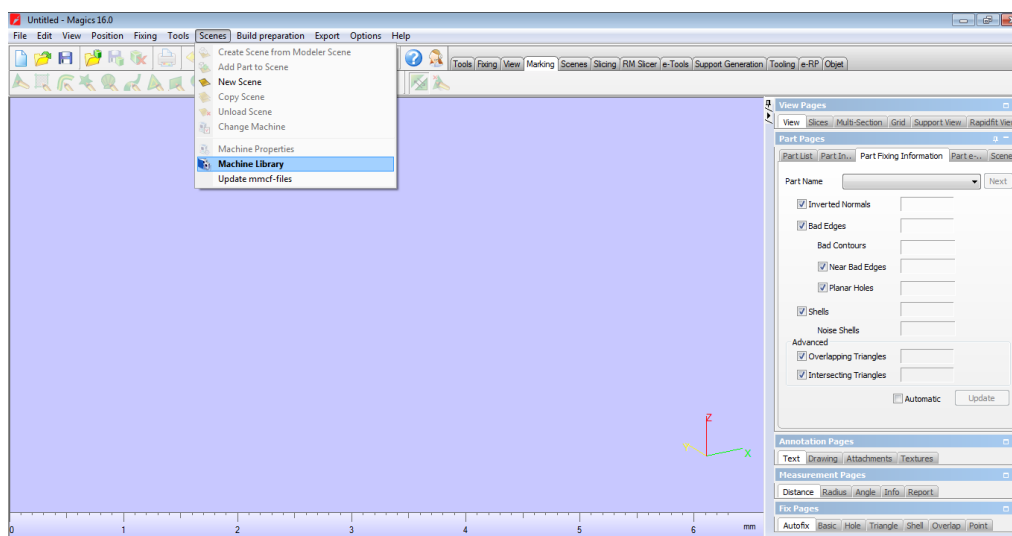 Untitled - Magics 16.0
File Edit View Position Fixing Tools Scenes Build preparation Export Options Help
Tools Fixing View Marking Scenes Slicing RM Slicer e-Tools Support Generation Tooling e-RP Objet
Create Scene from Modeler Scene
Add Part to Scene
New Scene
Copy Scene
Unload Scene
Change Machine
Machine Properties
Machine Library
Update mmcf-files
View Pages
View Slices Multi-Section Grid Support View Rapidfit View
Part Pages
Part List Part In... Part Fixing Information Part e-... Scene
Part Name Next
Inverted Normals
Bad Edges
Bad Contours
Near Bad Edges
Planar Holes
Shells
Noise Shells
Advanced
Overlapping Triangles
Intersecting Triangles
Automatic Update
Annotation Pages
Text Drawing Attachments Textures
Measurement Pages
Distance Radius Angle Info Report
Fix Pages
Autofix Basic Hole Triangle Shell Overlap Point
Z
Y X
0 1 2 3 4 5 6 mm